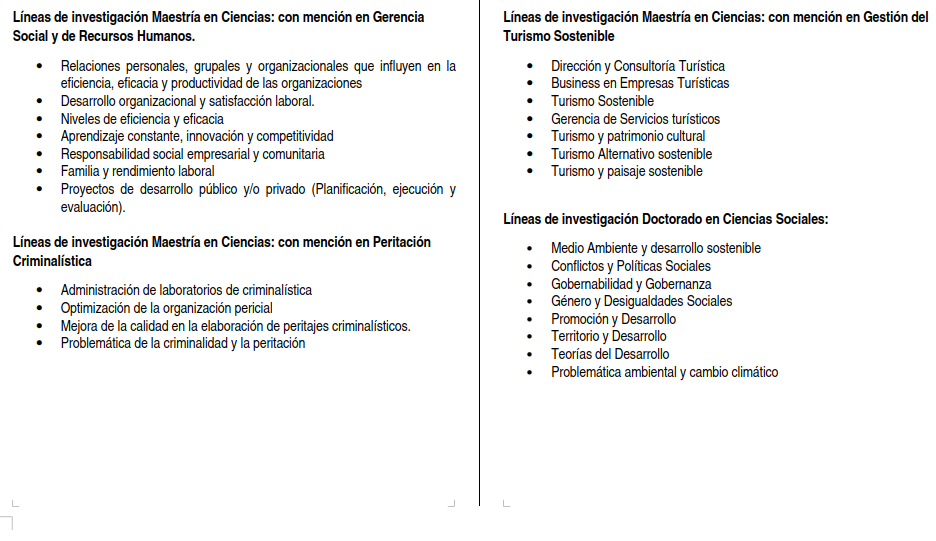 Líneas de investigación Maestría en Ciencias: con mención en Gerencia
Social y de Recursos Humanos.
• Relaciones personales, grupales y organizacionales que influyen en la
eficiencia, eficacia y productividad de las organizaciones
• Desarrollo organizacional y satisfacción laboral.
• Niveles de eficiencia y eficacia
• Aprendizaje constante, innovación y competitividad
• Responsabilidad social empresarial y comunitaria
• Familia y rendimiento laboral
• Proyectos de desarrollo público y/o privado (Planificación, ejecución y
evaluación).
Líneas de investigación Maestría en Ciencias: con mención en Peritación
Criminalística
• Administración de laboratorios de criminalística
• Optimización de la organización pericial
• Mejora de la calidad en la elaboración de peritajes criminalísticos.
• Problemática de la criminalidad y la peritación
Líneas de investigación Maestría en Ciencias: con mención en Gestión del
Turismo Sostenible
• Dirección y Consultoría Turística
• Business en Empresas Turísticas
• Turismo Sostenible
• Gerencia de Servicios turísticos
• Turismo y patrimonio cultural
• Turismo Alternativo sostenible
• Turismo y paisaje sostenible
Líneas de investigación Doctorado en Ciencias Sociales:
• Medio Ambiente y desarrollo sostenible
• Conflictos y Políticas Sociales
• Gobernabilidad y Gobernanza
• Género y Desigualdades Sociales
• Promoción y Desarrollo
• Territorio y Desarrollo
• Teorías del Desarrollo
• Problemática ambiental y cambio climático